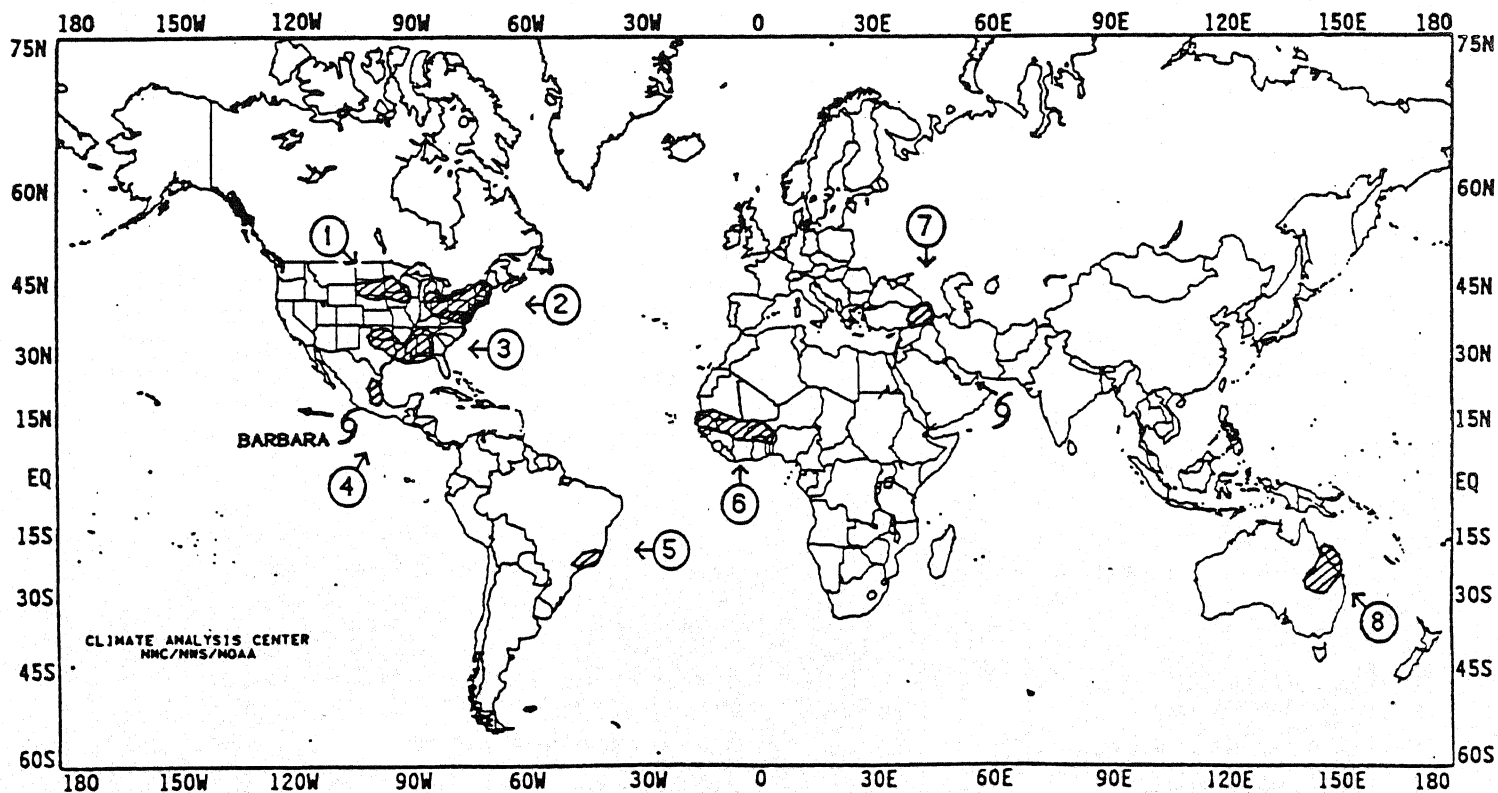 180 150W 120W 90W 60W 30W 0 30E 60E 90E 120E 150E 180
75N 75N
60N 60N
7
1
45N 45N
2
3
30N 30N
15N 15N
BARBARA
4
EQ EQ
6
15S 15S
5
30S 30S
8
CLIMATE ANALYSIS CENTER
NMC/NWS/NOAA
45S 45S
60S 60S
180 150W 120W 90W 60W 30W 0 30E 60E 90E 120E 150E 180